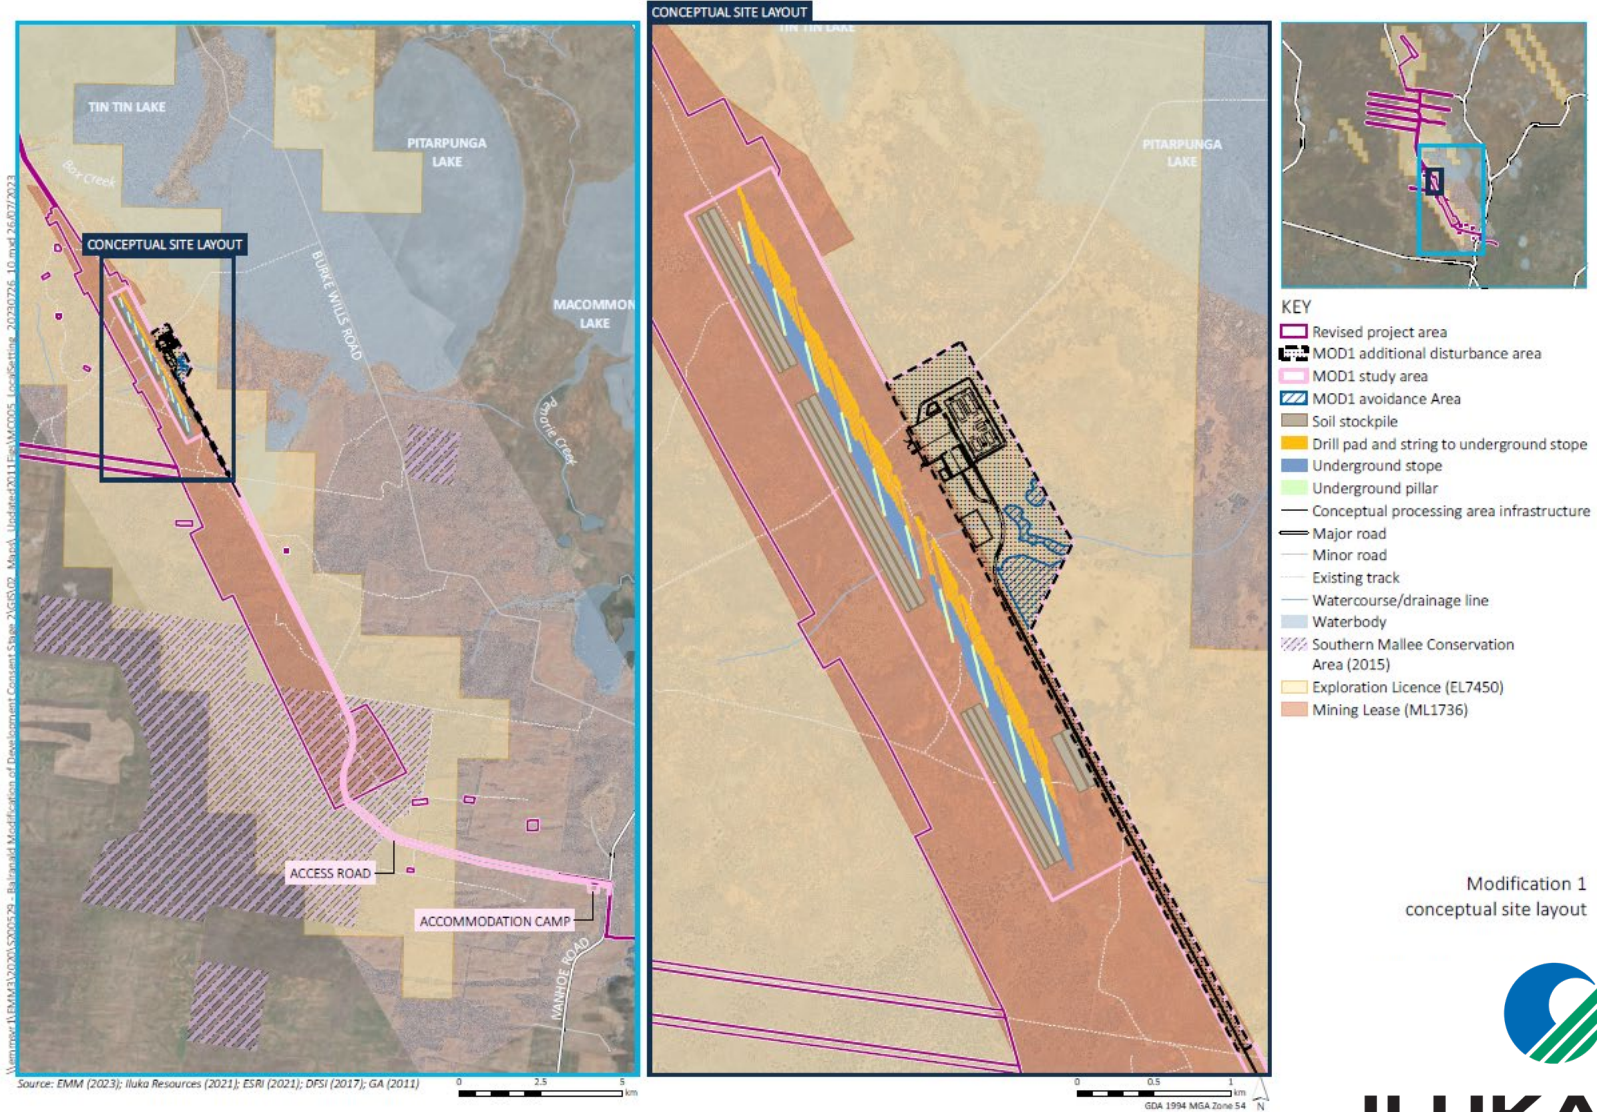 CONCEPTUAL SITE LAYOUT
TIN TIN LAKE
PITARPUNGA
LAKE
Box Creek
CONCEPTUAL SITE LAYOUT
BURKE WILLS ROAD
MACOMMON
LAKE
Penarie Creek
ACCESS ROAD
ACCOMMODATION CAMP
IVANHOE ROAD
TIN TIN LAKE
PITARPUNGA
LAKE
KEY
Revised project area
MOD1 additional disturbance area
MOD1 study area
MOD1 avoidance Area
Soil stockpile
Drill pad and string to underground stope
Underground stope
Underground pillar
Conceptual processing area infrastructure
Major road
Minor road
Existing track
Watercourse/drainage line
Waterbody
Southern Mallee Conservation
Area (2015)
Exploration Licence (EL7450)
Mining Lease (ML1736)
Modification 1
conceptual site layout
Source: EMM (2023); Iluka Resources (2021); ESRI (2021); DFSI (2017); GA (2011)
0 2.5 5
km
0 0.5 1
km
GDA 1994 MGA Zone 54 N
ILUKA